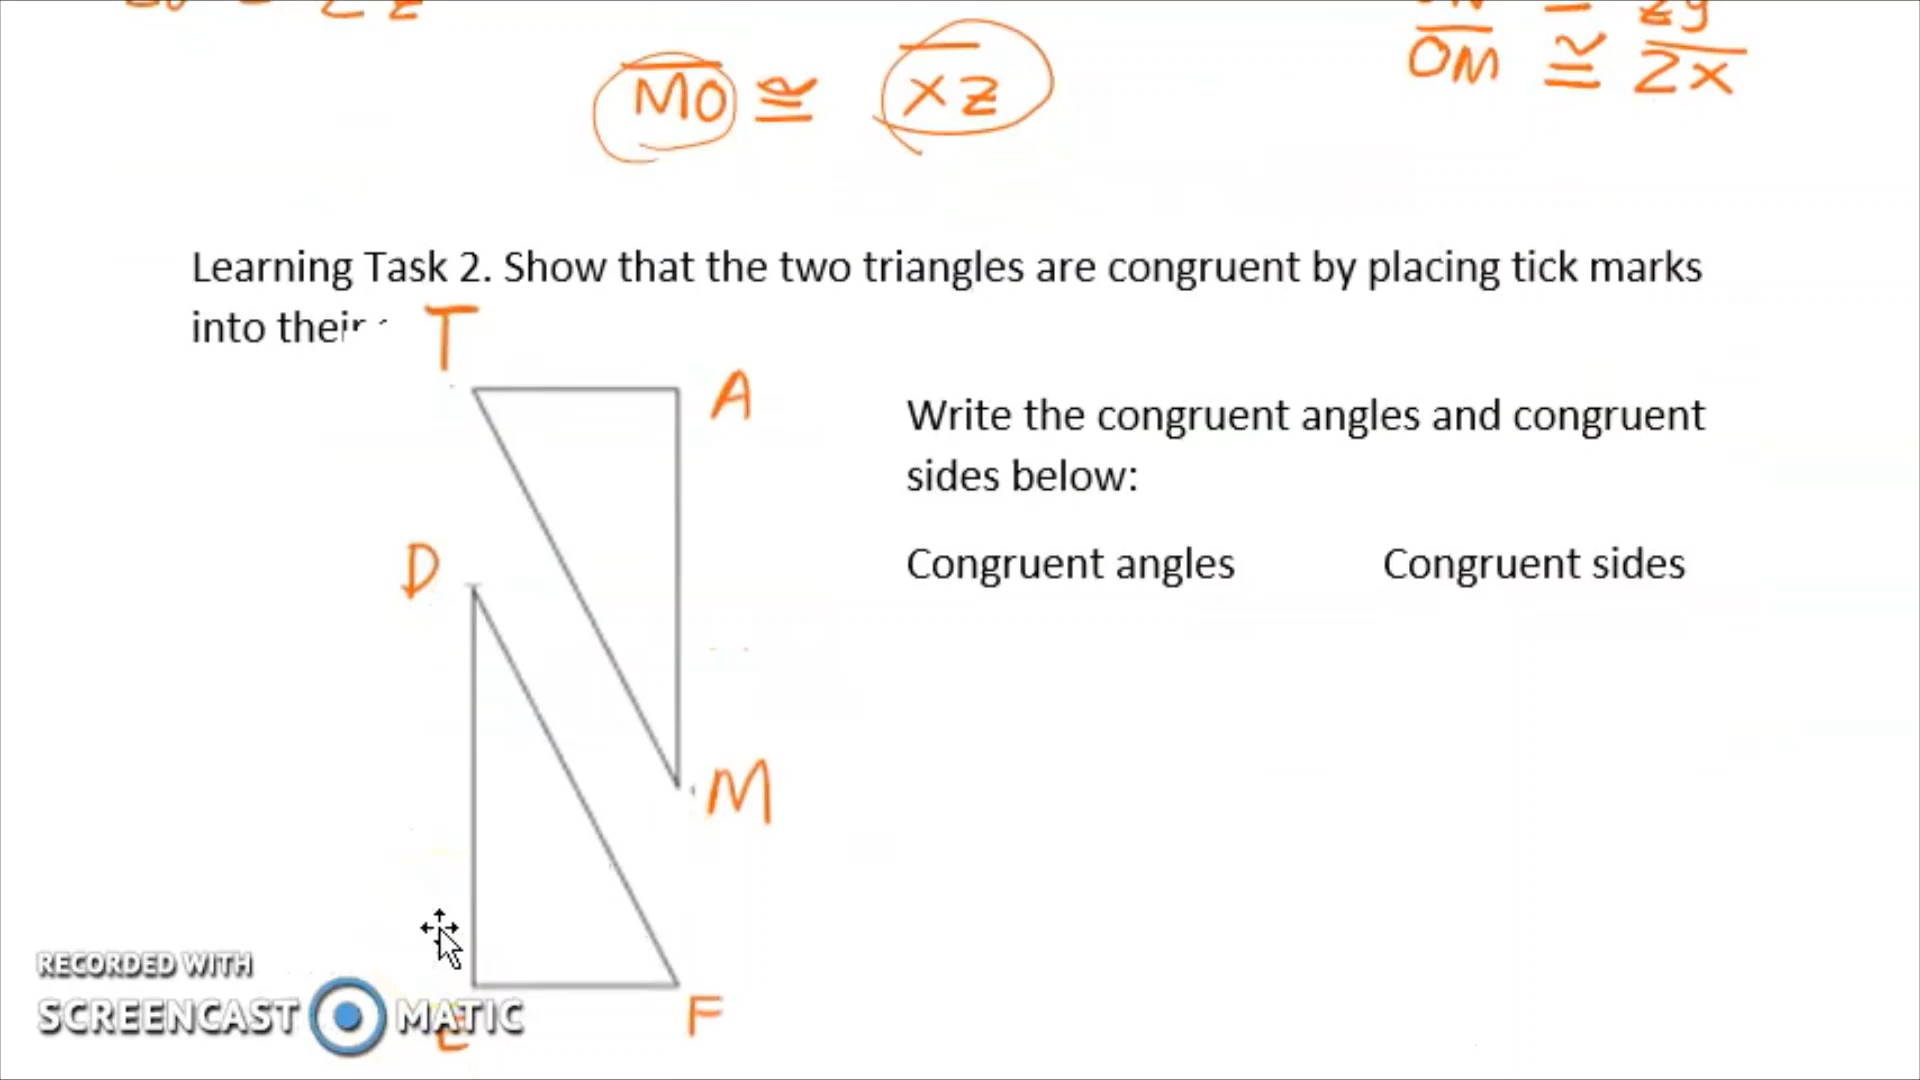 MO ≅ XZ
OM ≅ ZX
Learning Task 2. Show that the two triangles are congruent by placing tick marks
into their
T
A
Write the congruent angles and congruent
sides below:
D
Congruent angles Congruent sides
M
RECORDED WITH
SCREENCAST MATIC
E
F